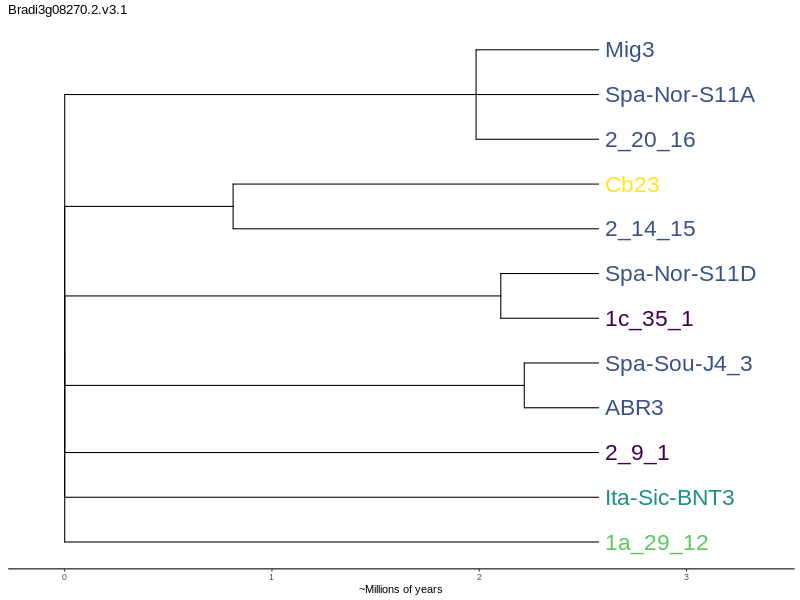 Bradi3g08270.2.v3.1
Mig3
Spa-Nor-S11A
2_20_16
Cb23
2_14_15
Spa-Nor-S11D
1c_35_1
Spa-Sou-J4_3
ABR3
2_9_1
Ita-Sic-BNT3
1a_29_12
0 1 2 3
~Millions of years